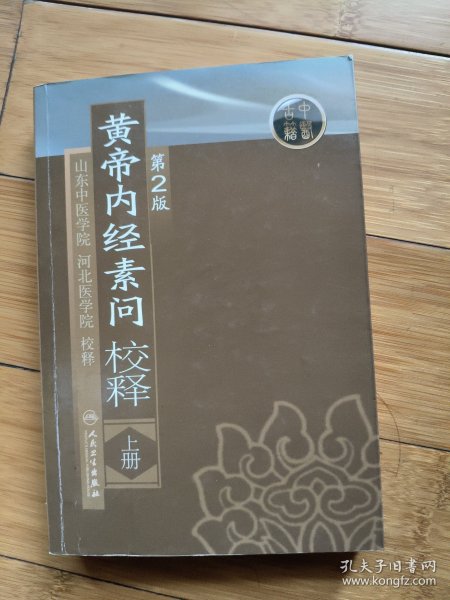 中醫古籍
第2版
黄帝内经素问
校释
上册
山东中医学院 河北医学院 校释
人民卫生出版社
孔夫子旧书网
www.kongfz.com